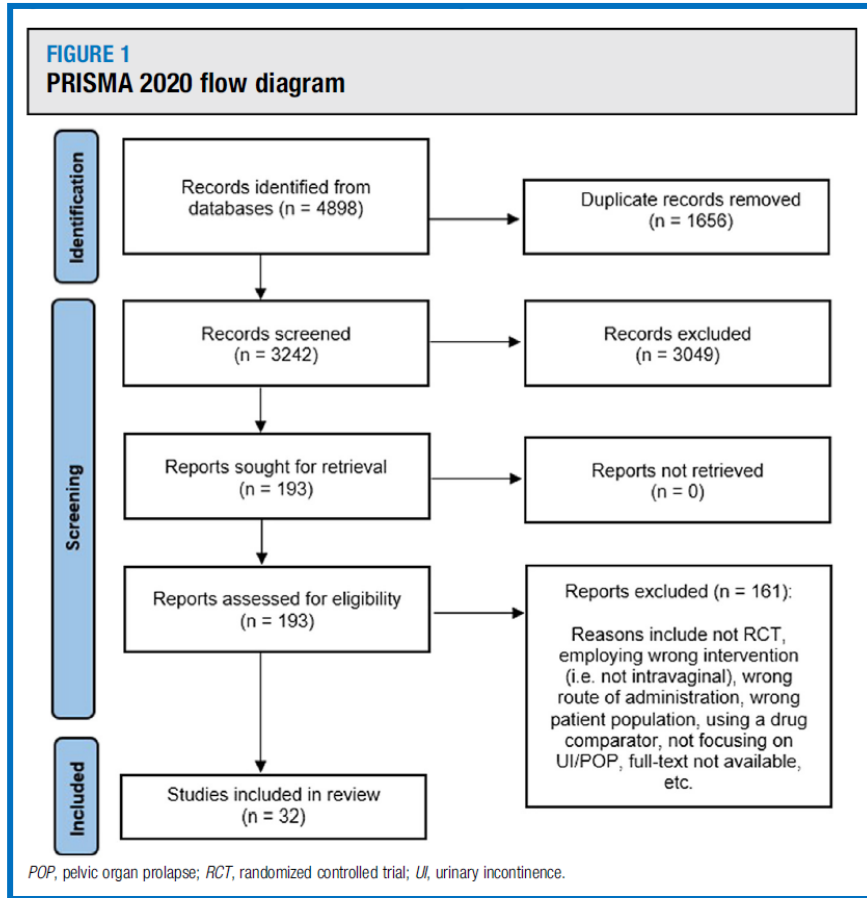 FIGURE 1
PRISMA 2020 flow diagram
Identification
Records identified from
databases (n = 4898)
Duplicate records removed
(n = 1656)
Screening
Records screened
(n = 3242)
Records excluded
(n = 3049)
Reports sought for retrieval
(n = 193)
Reports not retrieved
(n = 0)
Reports assessed for eligibility
(n = 193)
Reports excluded (n = 161):
Reasons include not RCT,
employing wrong intervention
(i.e. not intravaginal), wrong
route of administration, wrong
patient population, using a drug
comparator, not focusing on
UI/POP, full-text not available,
etc.
Included
Studies included in review
(n = 32)
POP, pelvic organ prolapse; RCT, randomized controlled trial; UI, urinary incontinence.